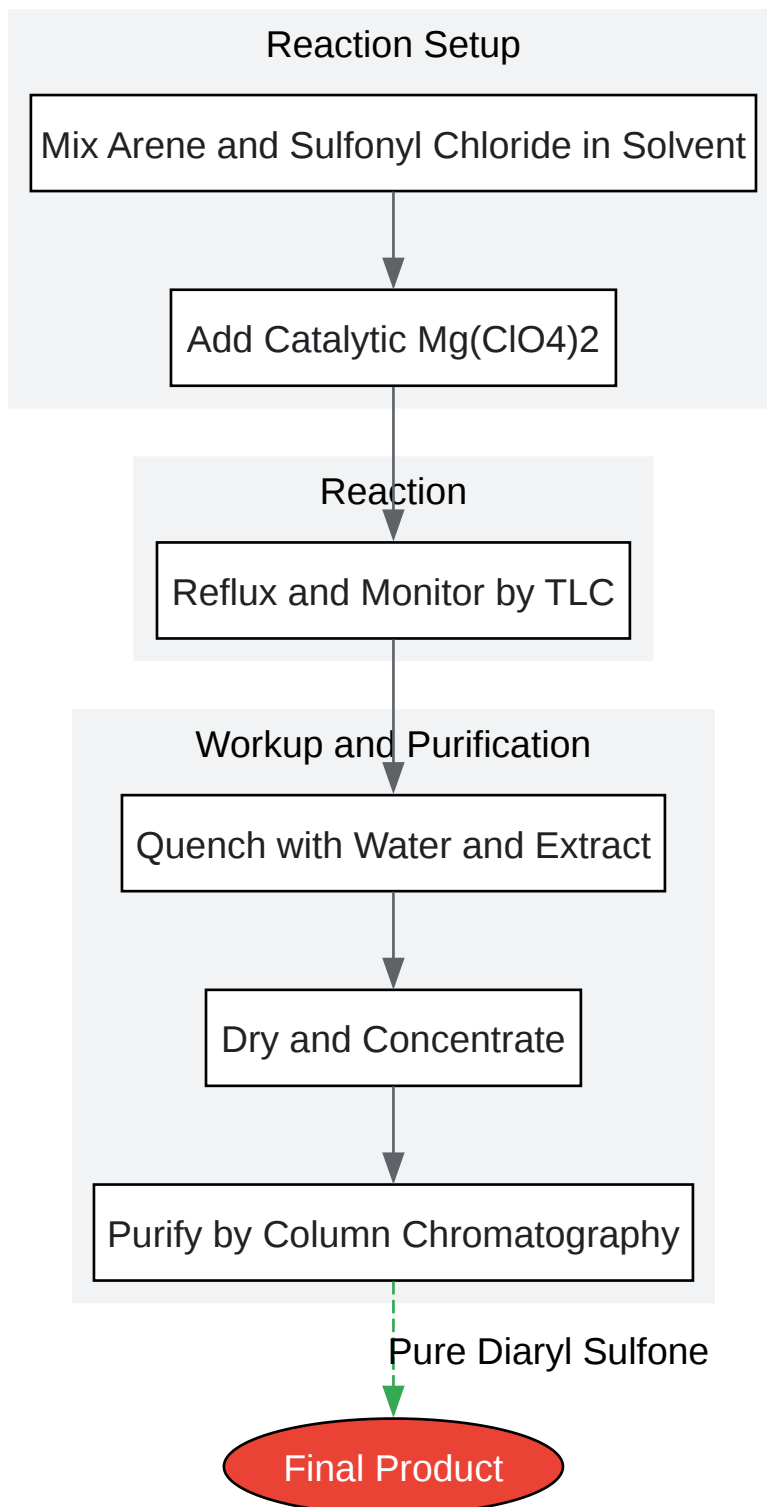 Reaction Setup
Mix Arene and Sulfonyl Chloride in Solvent
Add Catalytic Mg(ClO4)2
Reaction
Reflux and Monitor by TLC
Workup and Purification
Quench with Water and Extract
Dry and Concentrate
Purify by Column Chromatography
Pure Diaryl Sulfone
Final Product